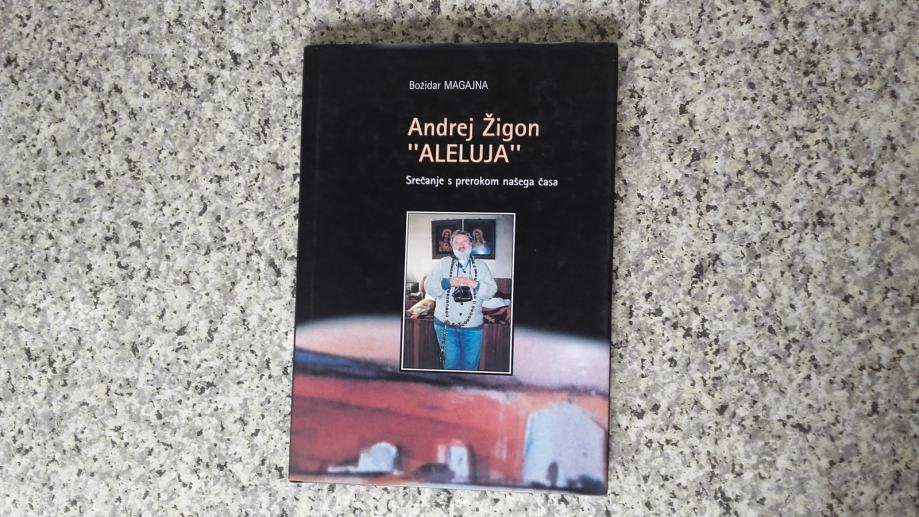 Božidar MAGAJNA
Andrej Žigon
"ALELUJA"
Srečanje s prerokom našega časa